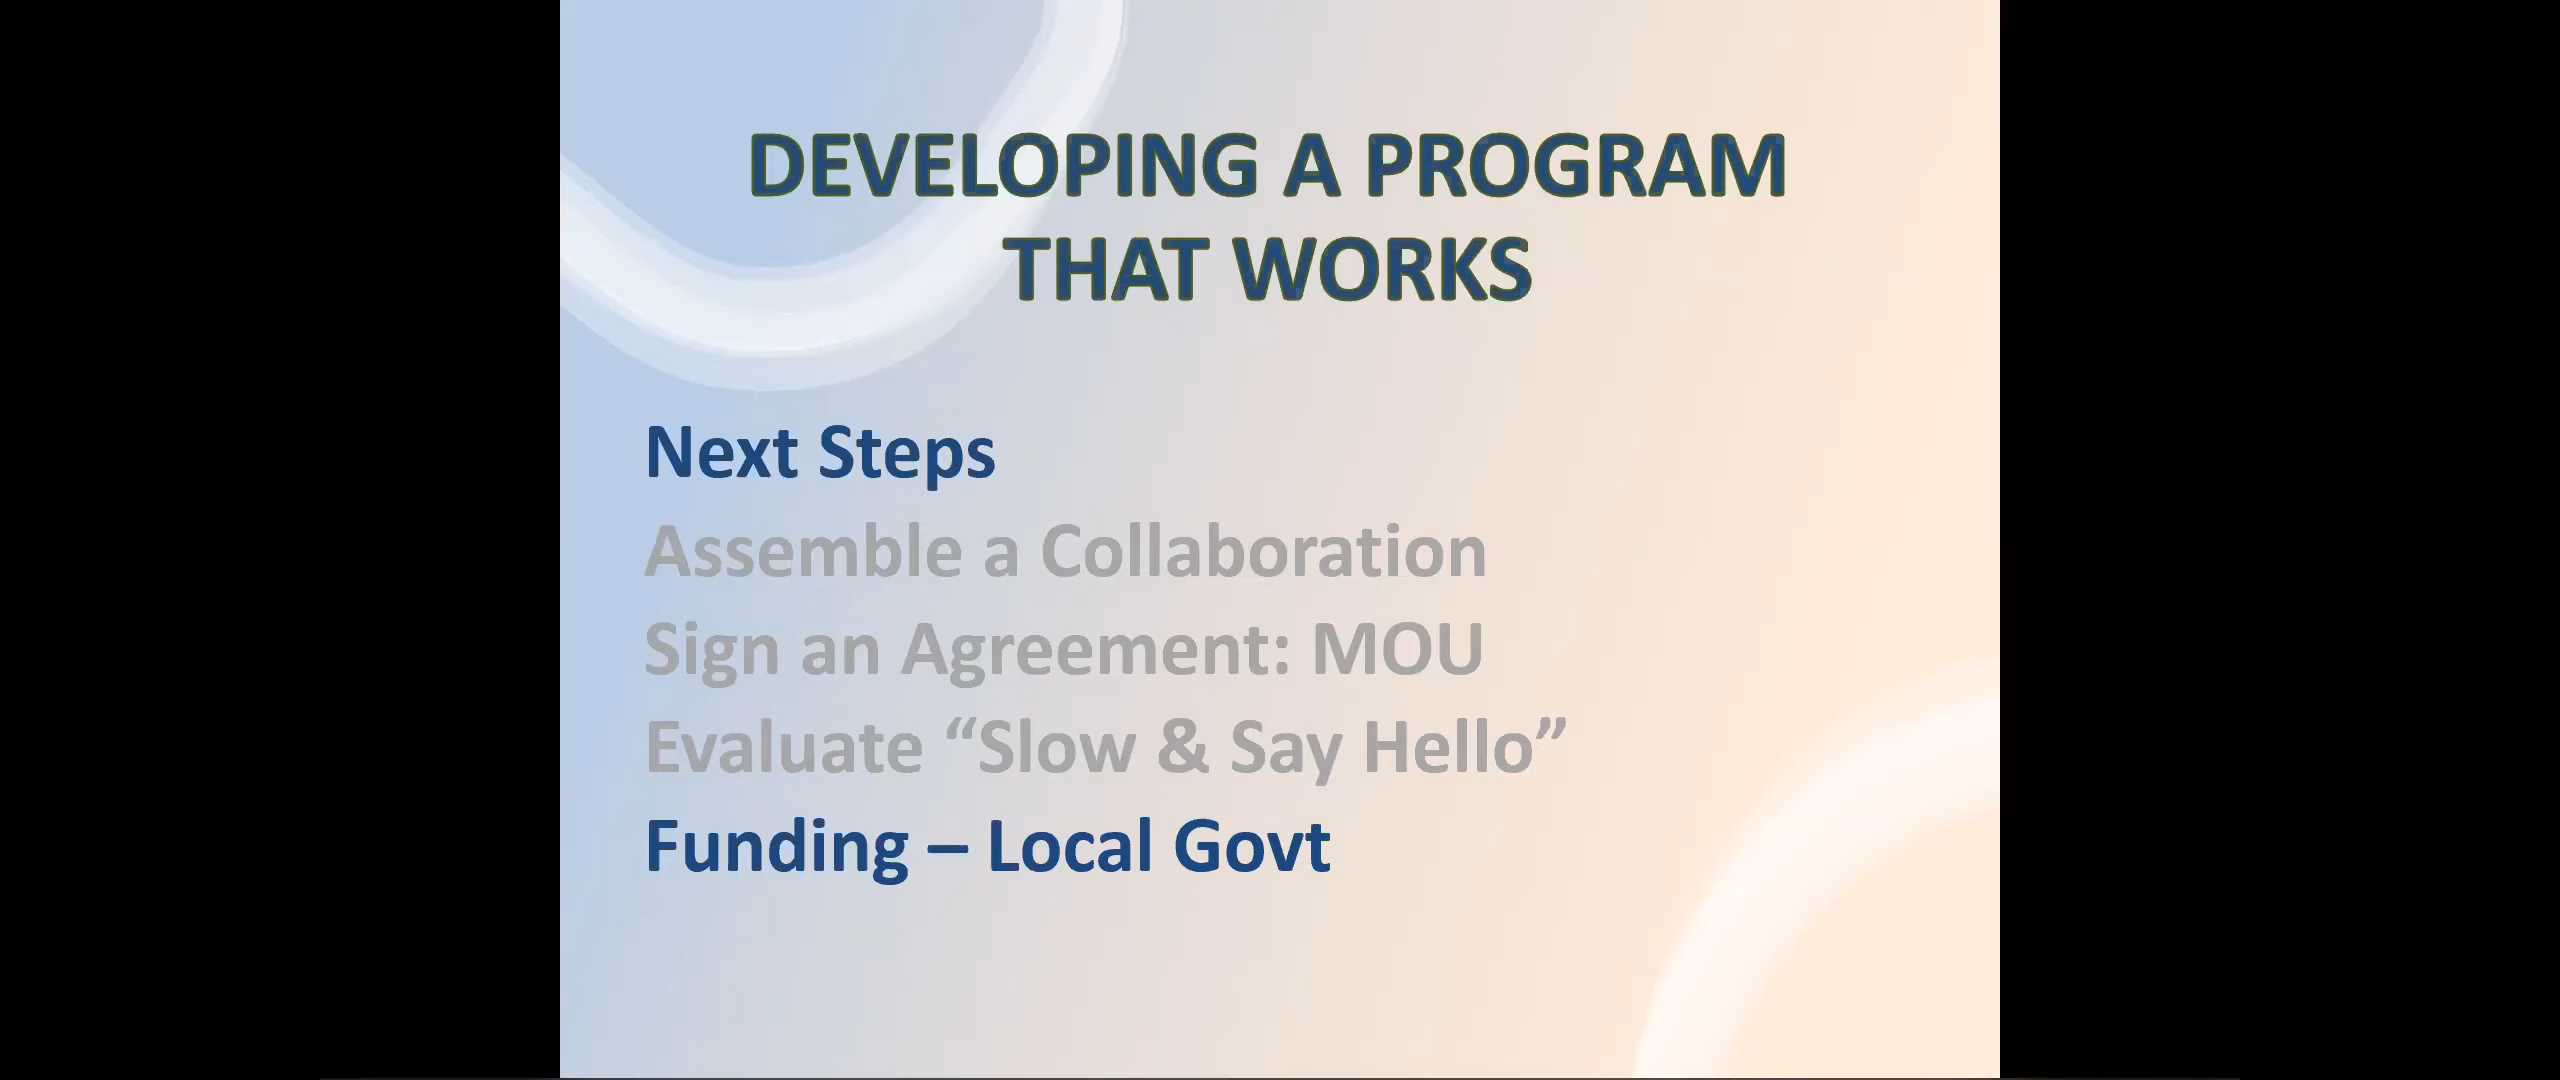 DEVELOPING A PROGRAM
THAT WORKS
Next Steps
Assemble a Collaboration
Sign an Agreement: MOU
Evaluate “Slow & Say Hello”
Funding – Local Govt